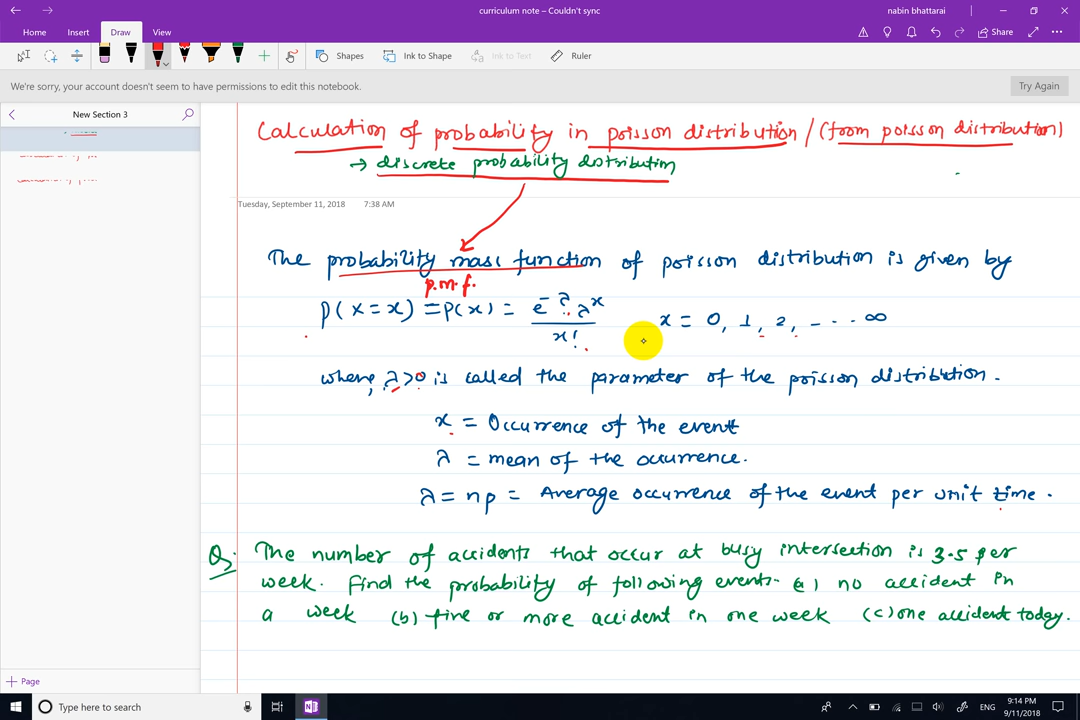 curriculum note – Couldn't sync
nabin bhattarai
Home Insert Draw View
Share
Shapes Ink to Shape Ink to Text Ruler
We're sorry, your account doesn't seem to have permissions to edit this notebook.
Try Again
New Section 3
Calculation of probability in poisson distribution / (from poisson distribution)
→ discrete probability distribution
Tuesday, September 11, 2018 7:38 AM
The probability mass function of poisson distribution is given by
p.m.f.
P(X = x) = P(x) = e^-λ λ^x / x! x = 0, 1, 2, - - - ∞
where, λ>0 is called the parameter of the poisson distribution.
x = Occurrence of the event
λ = mean of the ocurrence.
λ = np = Average occurrence of the event per unit time.
Q: The number of accidents that occur at busy intersection is 3.5 per
week. Find the probability of following events. a) no accident in
a week (b) five or more accident in one week (c) one accident today.
+ Page
Type here to search
ENG
9:14 PM
9/11/2018